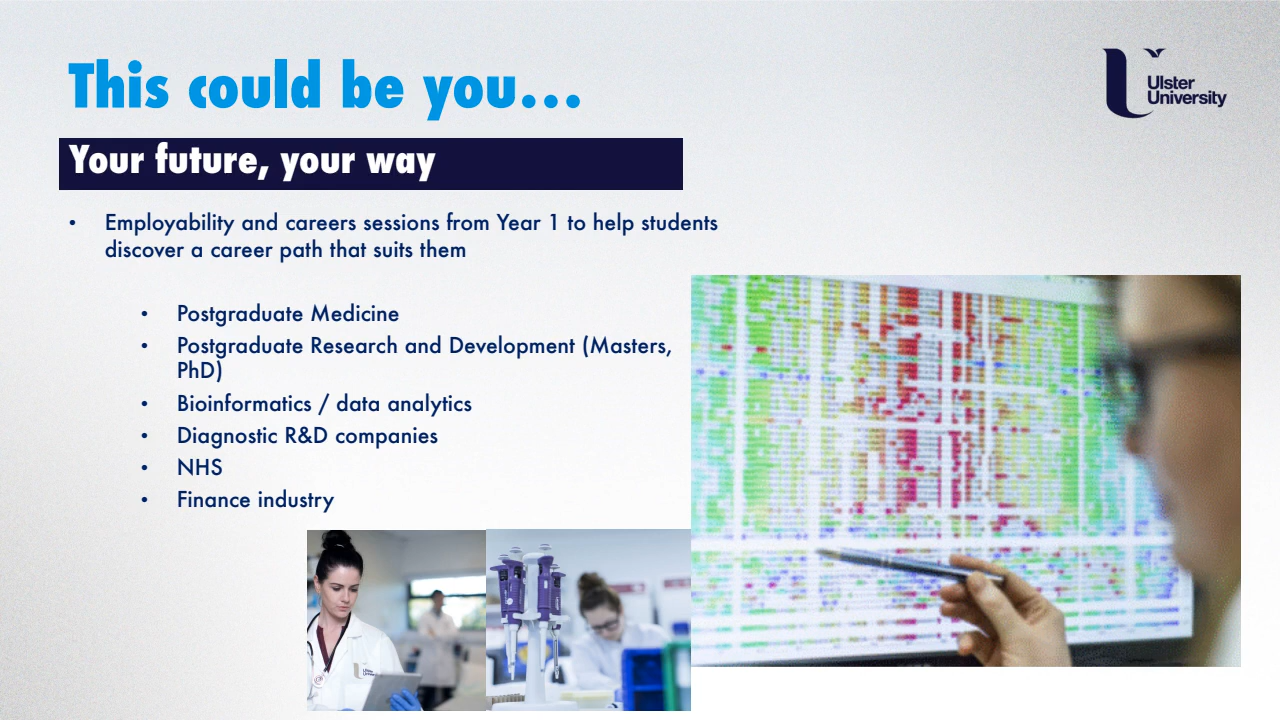 This could be you...
Ulster
University
Your future, your way
• Employability and careers sessions from Year 1 to help students
discover a career path that suits them
• Postgraduate Medicine
• Postgraduate Research and Development (Masters,
PhD)
• Bioinformatics / data analytics
• Diagnostic R&D companies
• NHS
• Finance industry